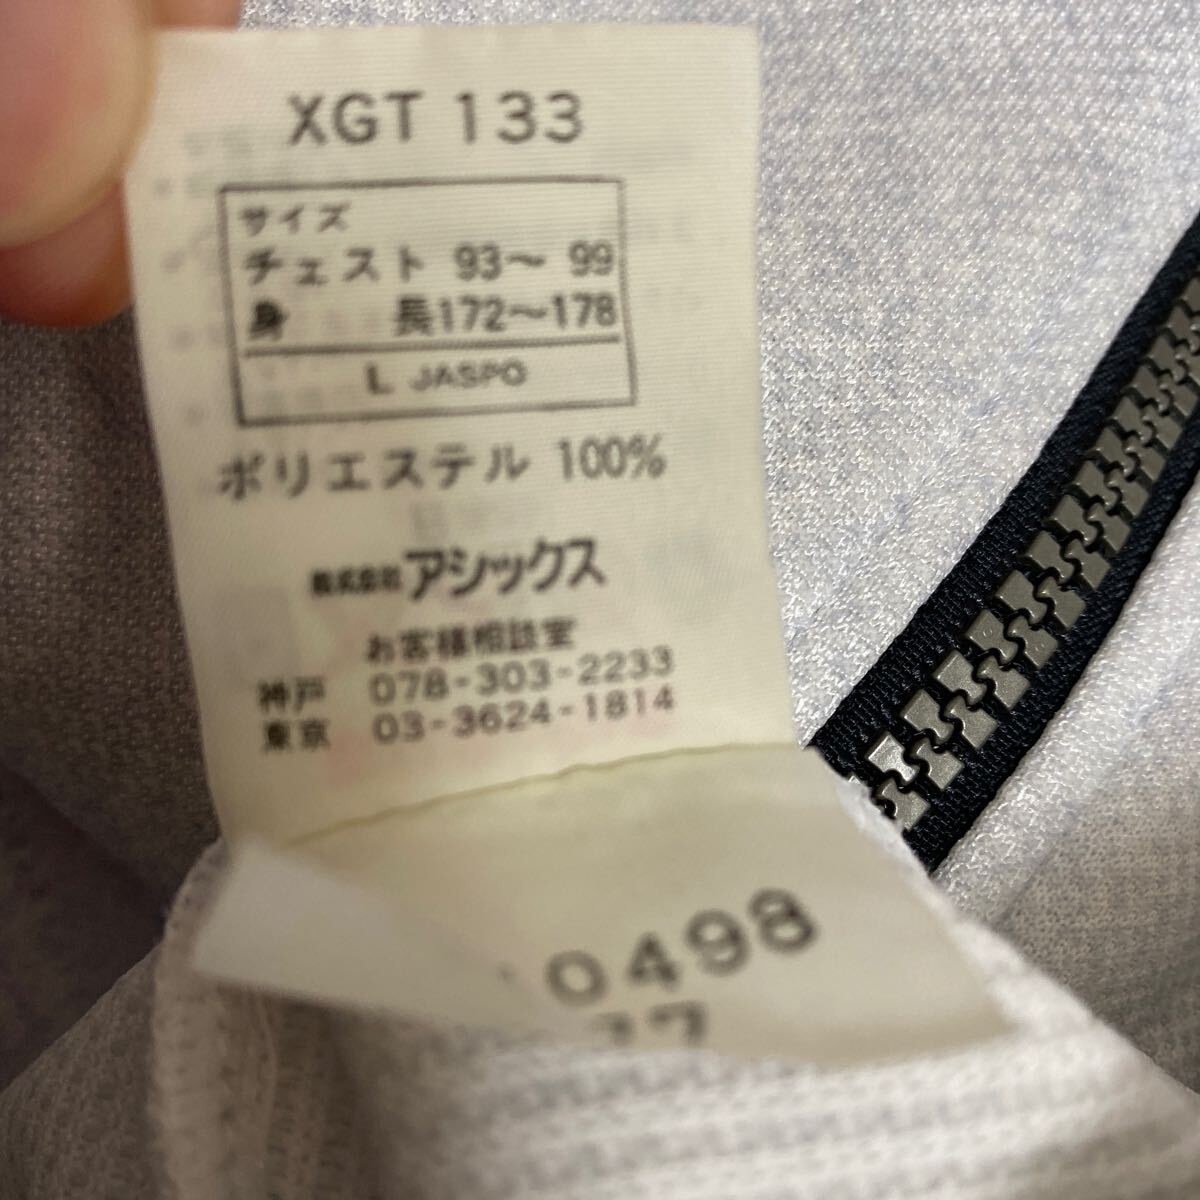 XGT 133
サイズ
チェスト 93〜 99
身 長172〜178
L JASPO
ポリエステル 100%
株式会社アシックス
お客様相談室
神戸 078-303-2233
東京 03-3624-1814
0498